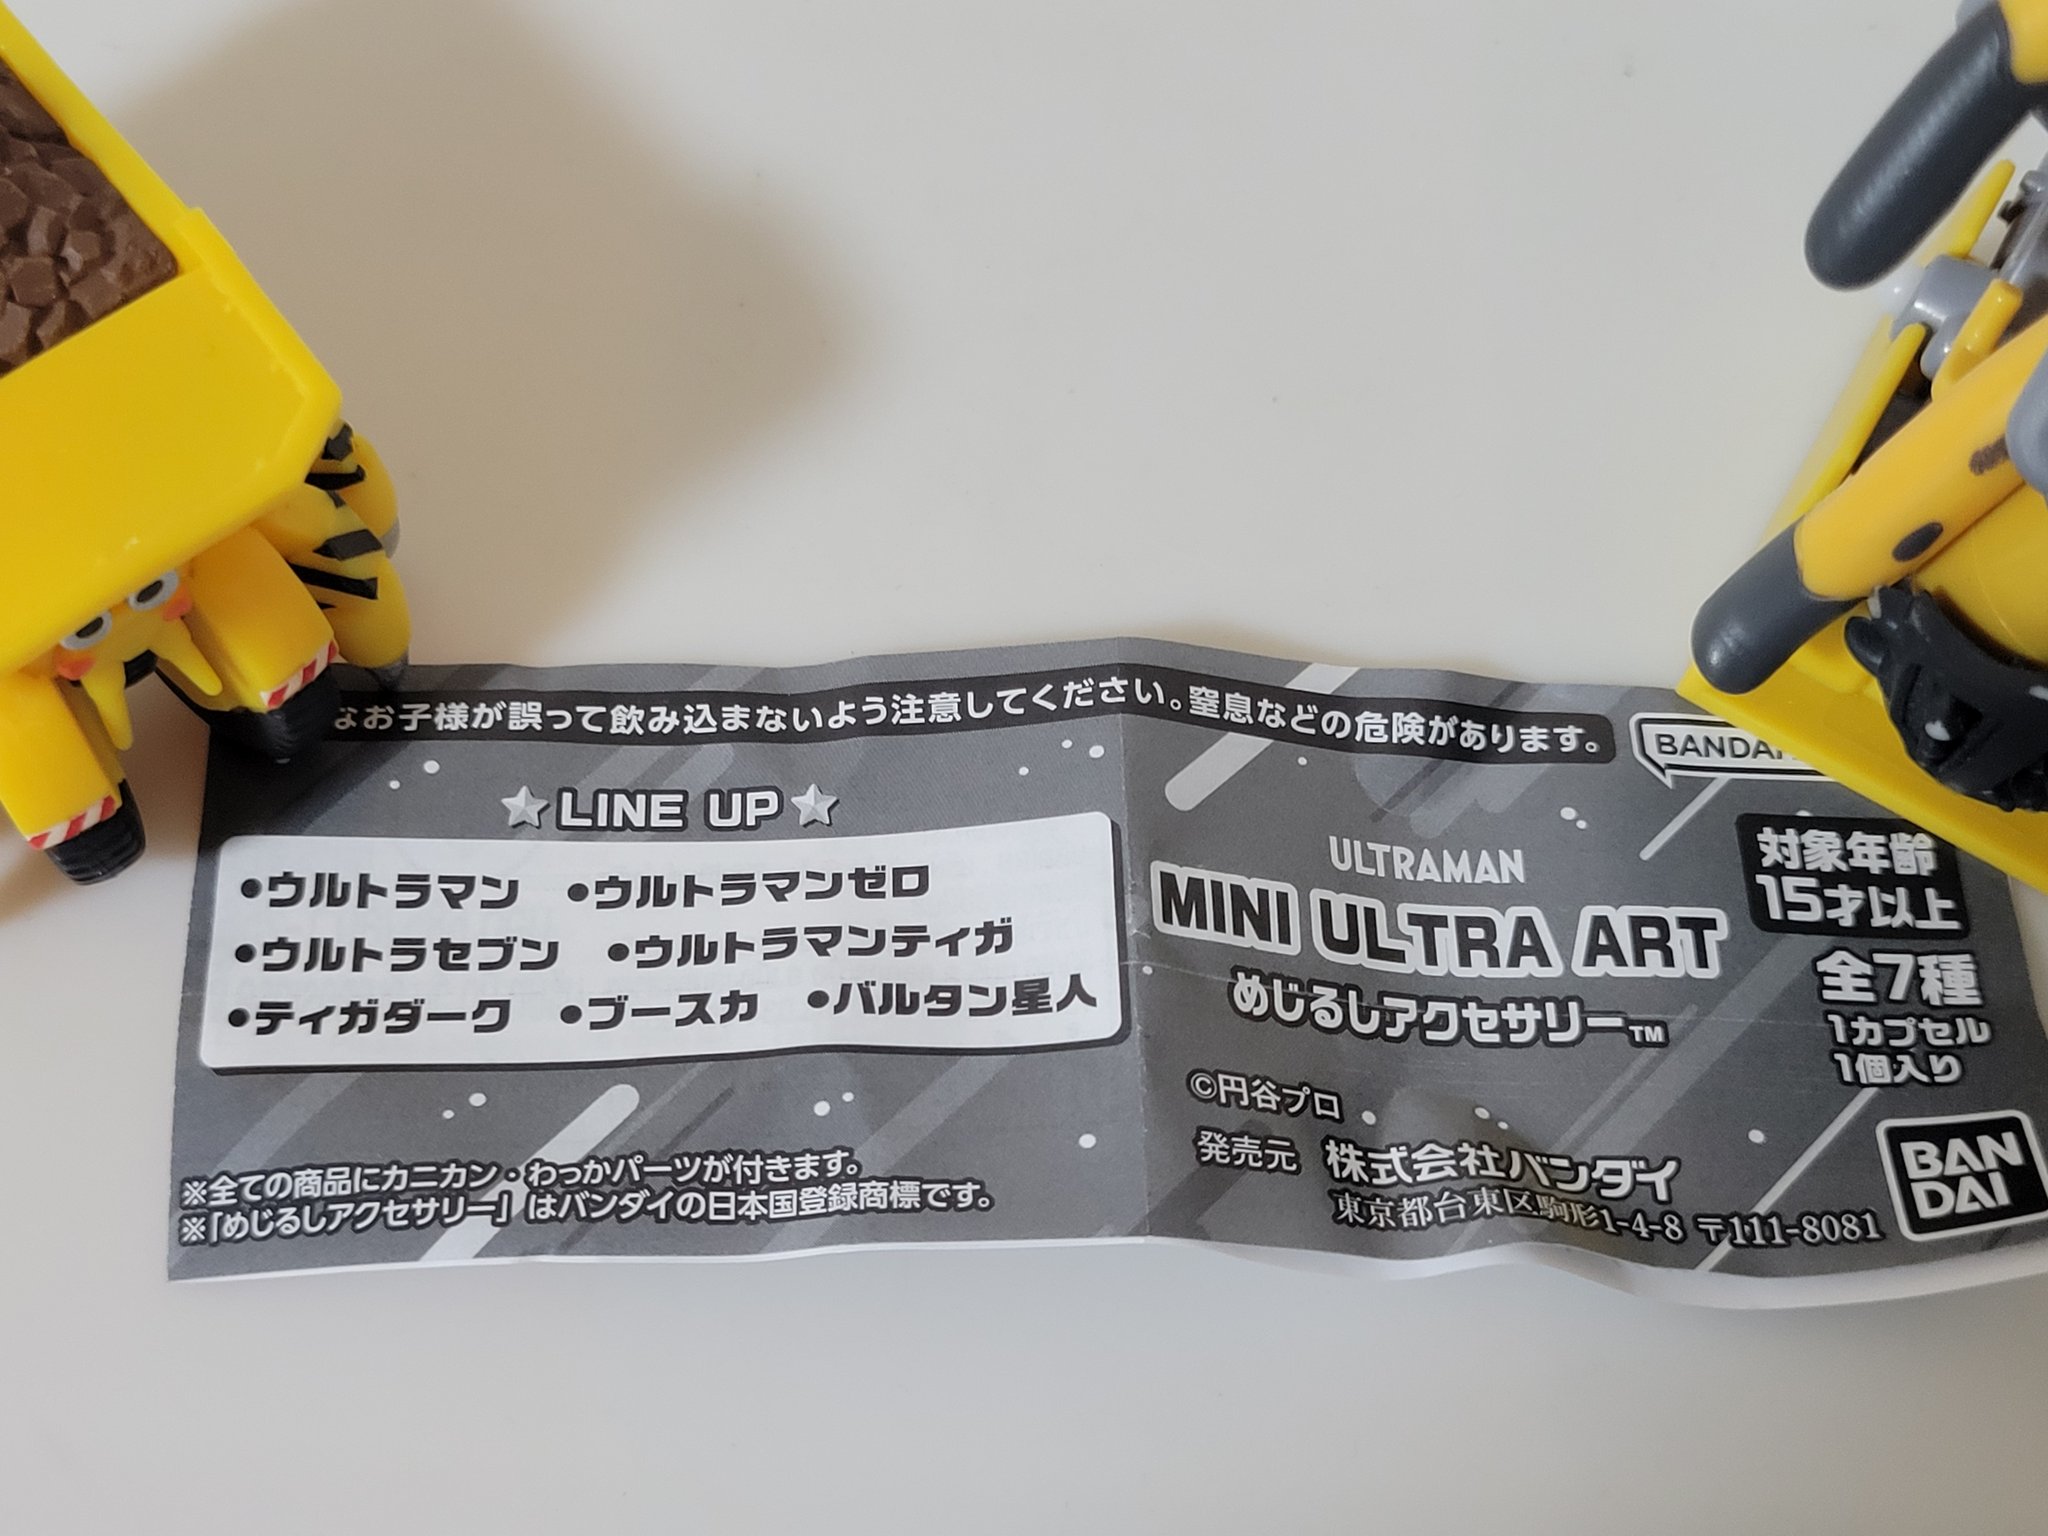 なお子様が誤って飲み込まないよう注意してください。窒息などの危険があります。
BANDAI
★LINE UP★
•ウルトラマン •ウルトラマンゼロ
•ウルトラセブン •ウルトラマンティガ
•ティガダーク •ブースカ •バルタン星人
※全ての商品にカニカン・わっかパーツが付きます。
※「めじるしアクセサリー」はバンダイの日本国登録商標です。
ULTRAMAN
MINI ULTRA ART
めじるしアクセサリー™
対象年齢
15才以上
全7種
1カプセル
1個入り
©円谷プロ
発売元 株式会社バンダイ
東京都台東区駒形1-4-8 〒111-8081
BAN
DAI